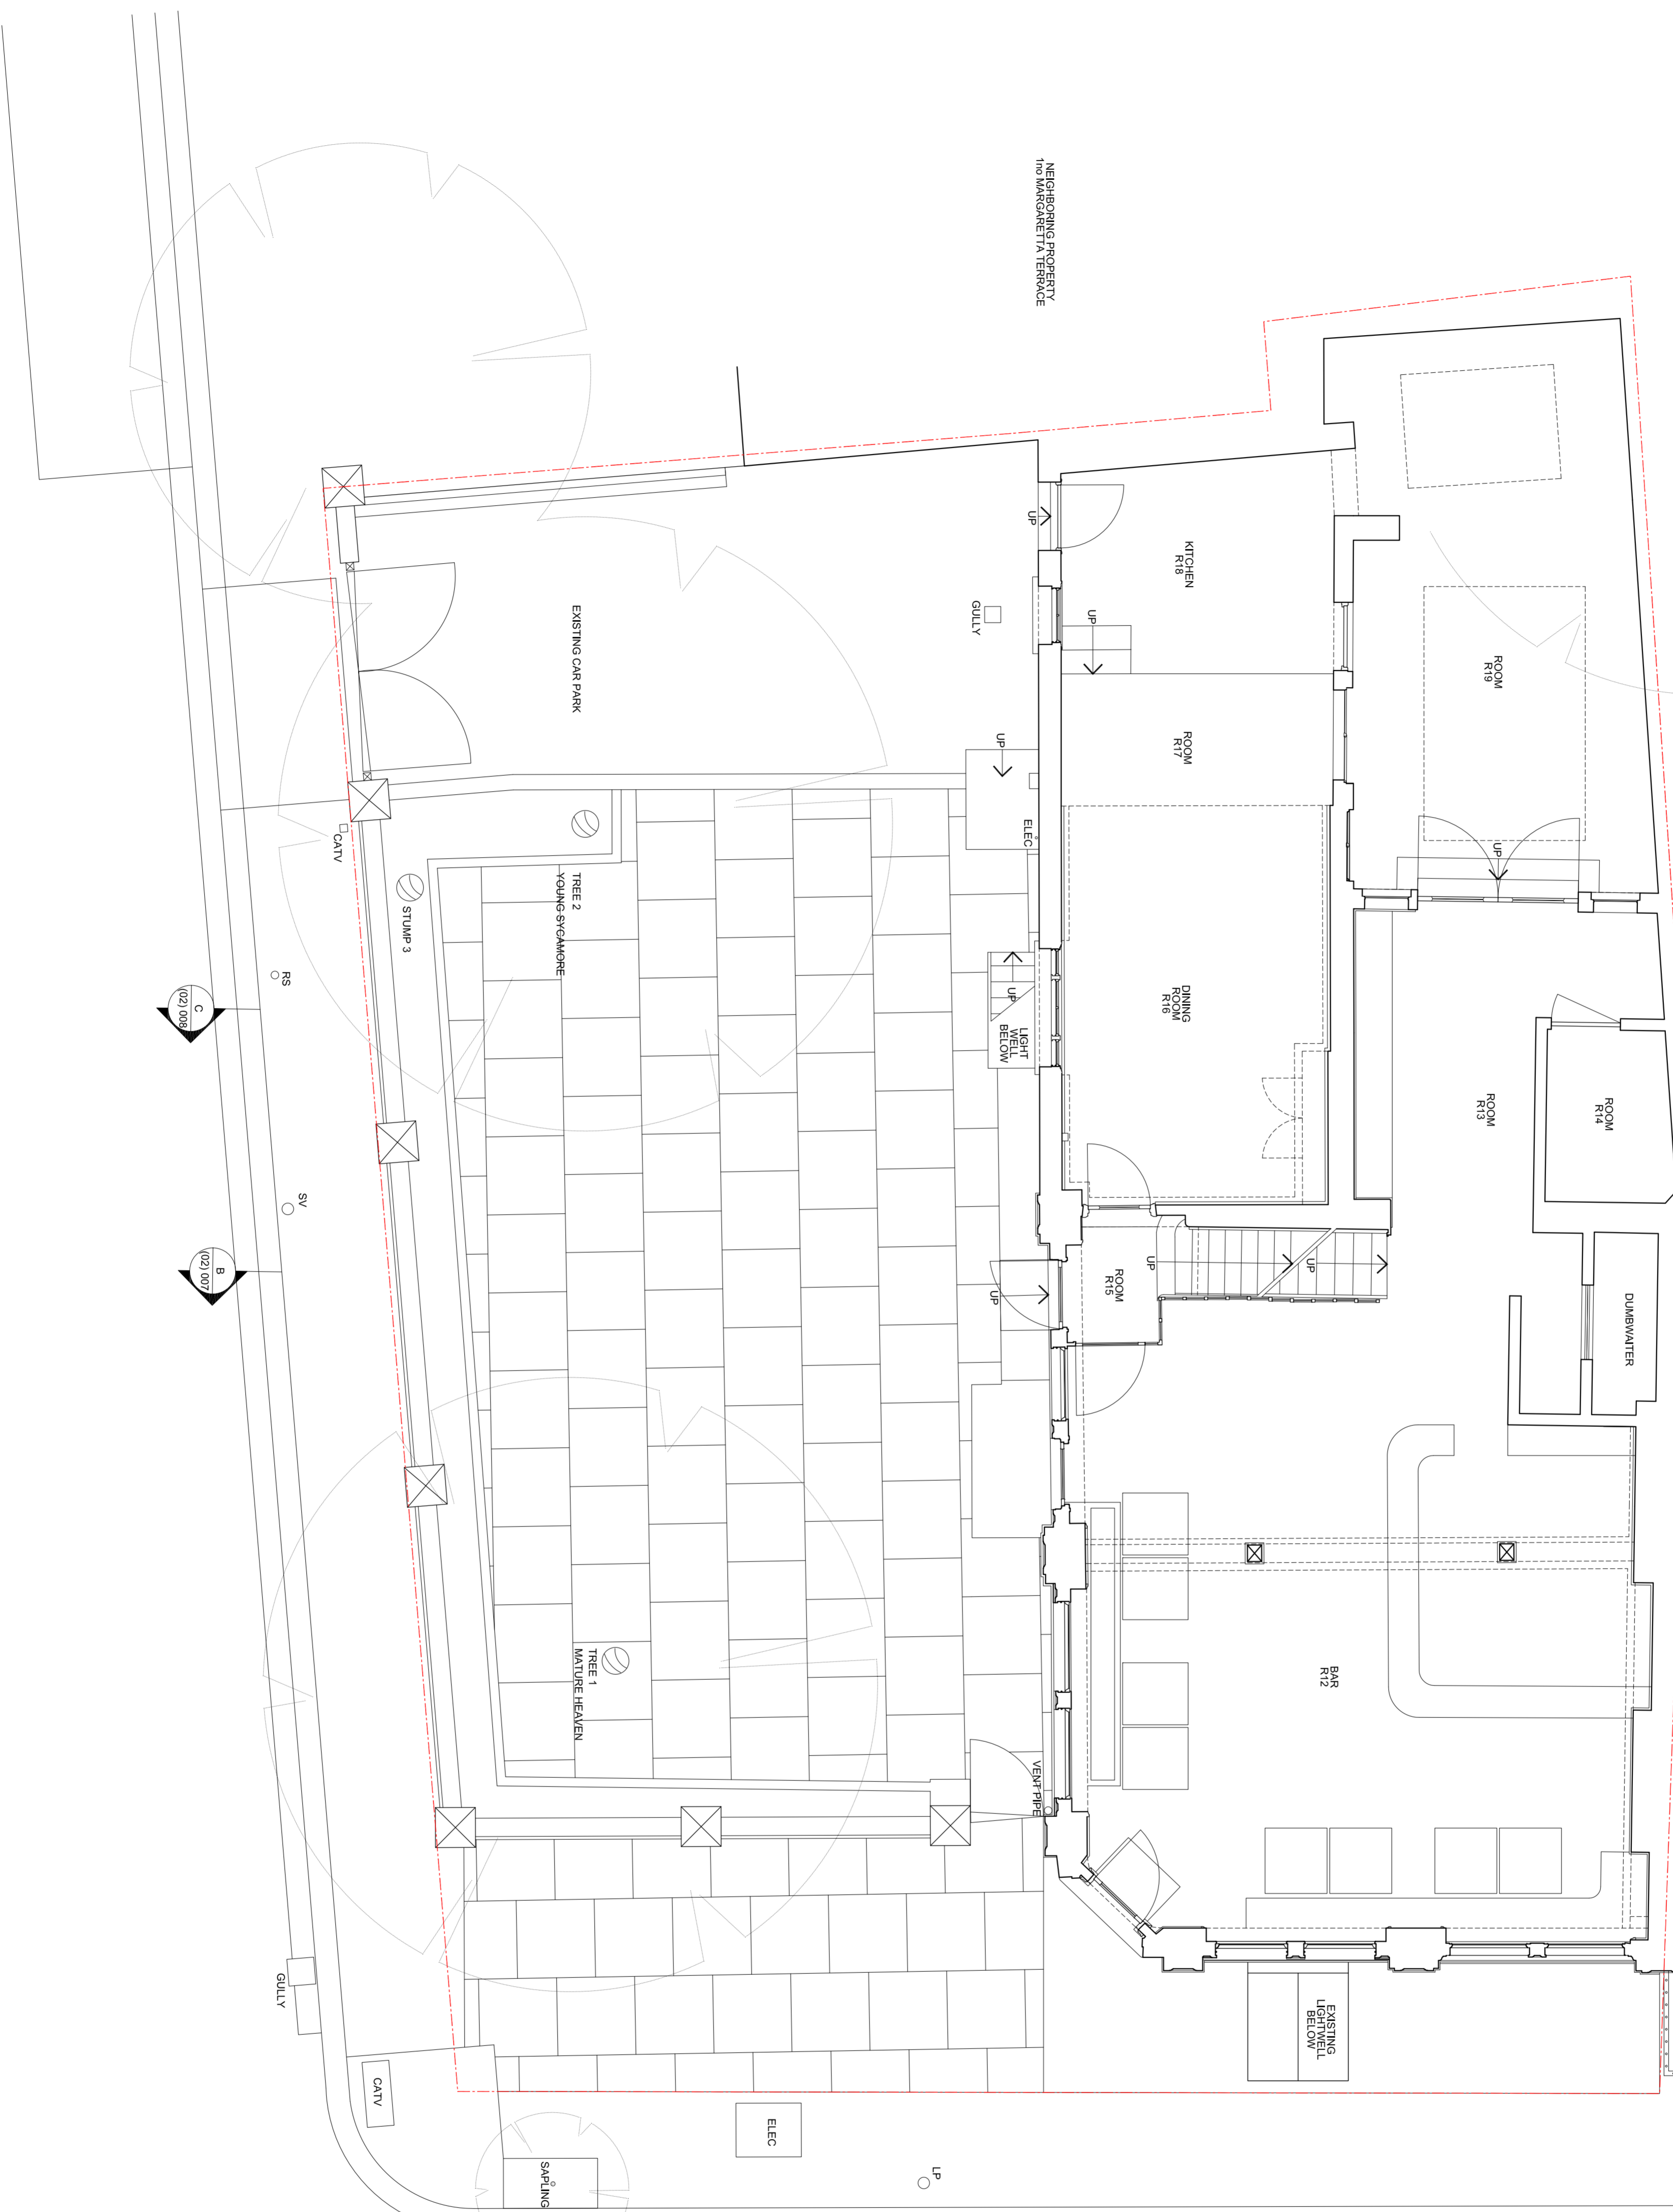 NEIGHBORING PROPERTY
1no MARGARETTA TERRACE
ROOM
R19
KITCHEN
R18
UP
UP
GULLY
EXISTING CAR PARK
ROOM
R17
UP
UP
ELEC
CATV
STUMP 3
TREE 2
YOUNG SYCAMORE
RS
C
(02) 008
UP
LIGHT
WELL
BELOW
DINING
ROOM
R16
ROOM
R13
ROOM
R14
SV
B
(02) 007
UP
ROOM
R15
UP
UP
DUMBWAITER
TREE 1
MATURE HEAVEN
BAR
R12
VENT PIPE
GULLY
EXISTING
LIGHTWELL
BELOW
CATV
ELEC
SAPLING
LP